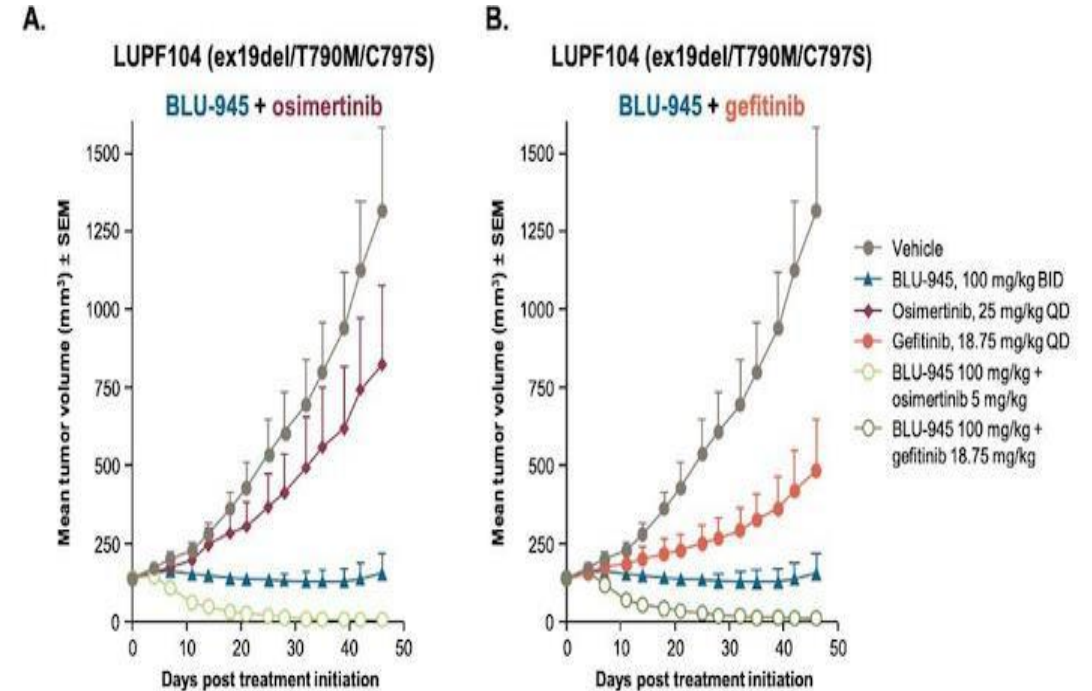 A.
LUPF104 (ex19del/T790M/C797S)
BLU-945 + osimertinib
Mean tumor volume (mm³) ± SEM
1500
1250
1000
750
500
250
0
0 10 20 30 40 50
Days post treatment initiation
B.
LUPF104 (ex19del/T790M/C797S)
BLU-945 + gefitinib
Mean tumor volume (mm³) ± SEM
1500
1250
1000
750
500
250
0
0 10 20 30 40 50
Days post treatment initiation
Vehicle
BLU-945, 100 mg/kg BID
Osimertinib, 25 mg/kg QD
Gefitinib, 18.75 mg/kg QD
BLU-945 100 mg/kg +
osimertinib 5 mg/kg
BLU-945 100 mg/kg +
gefitinib 18.75 mg/kg